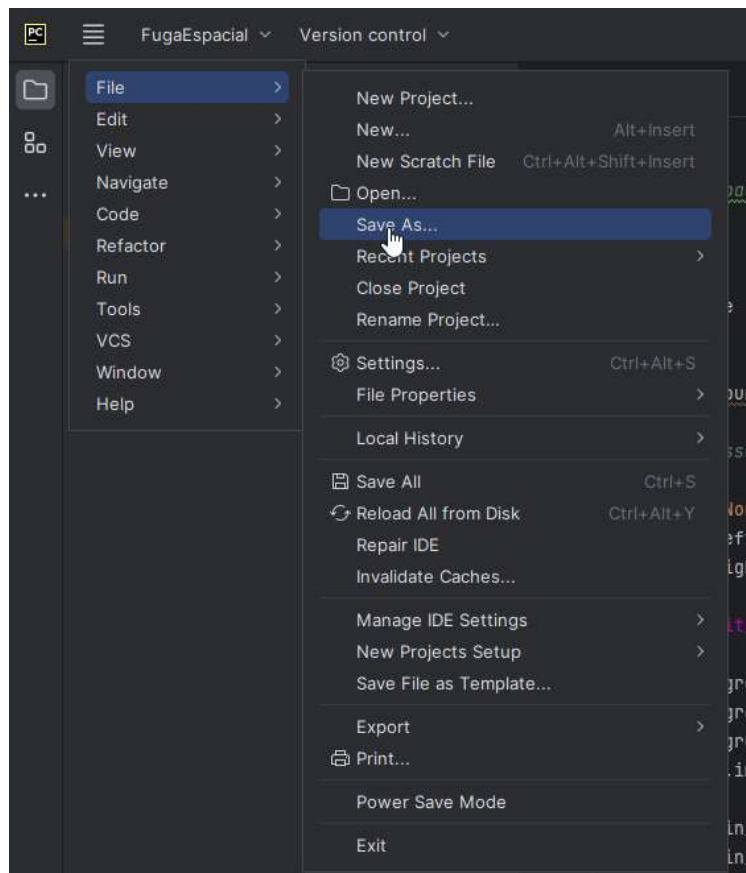 PC FugaEspacial Version control
File
Edit
View
Navigate
Code
Refactor
Run
Tools
VCS
Window
Help
New Project...
New... Alt+Insert
New Scratch File Ctrl+Alt+Shift+Insert
Open...
Save As...
Recent Projects
Close Project
Rename Project...
Settings... Ctrl+Alt+S
File Properties
Local History
Save All Ctrl+S
Reload All from Disk Ctrl+Alt+Y
Repair IDE
Invalidate Caches...
Manage IDE Settings
New Projects Setup
Save File as Template...
Export
Print...
Power Save Mode
Exit